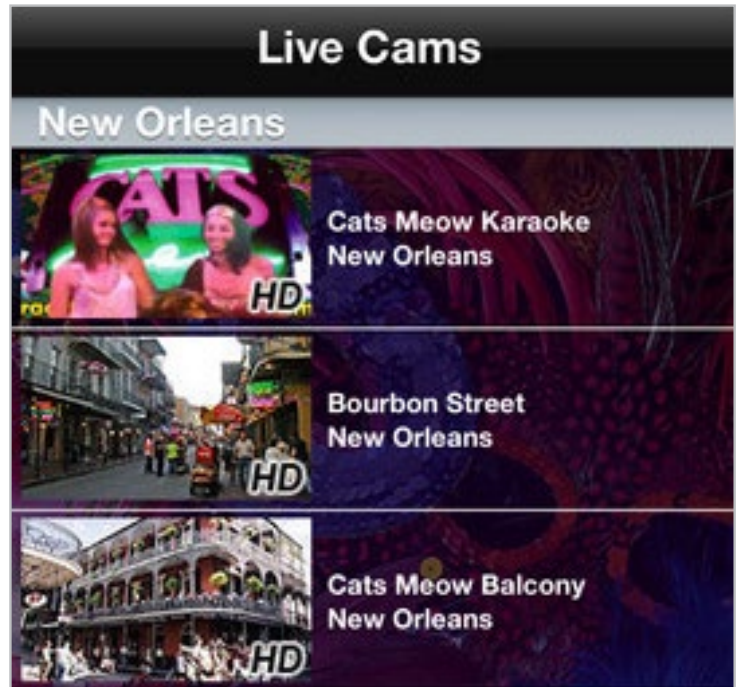 Live Cams
New Orleans
CATS
HD
Cats Meow Karaoke
New Orleans
HD
Bourbon Street
New Orleans
HD
Cats Meow Balcony
New Orleans